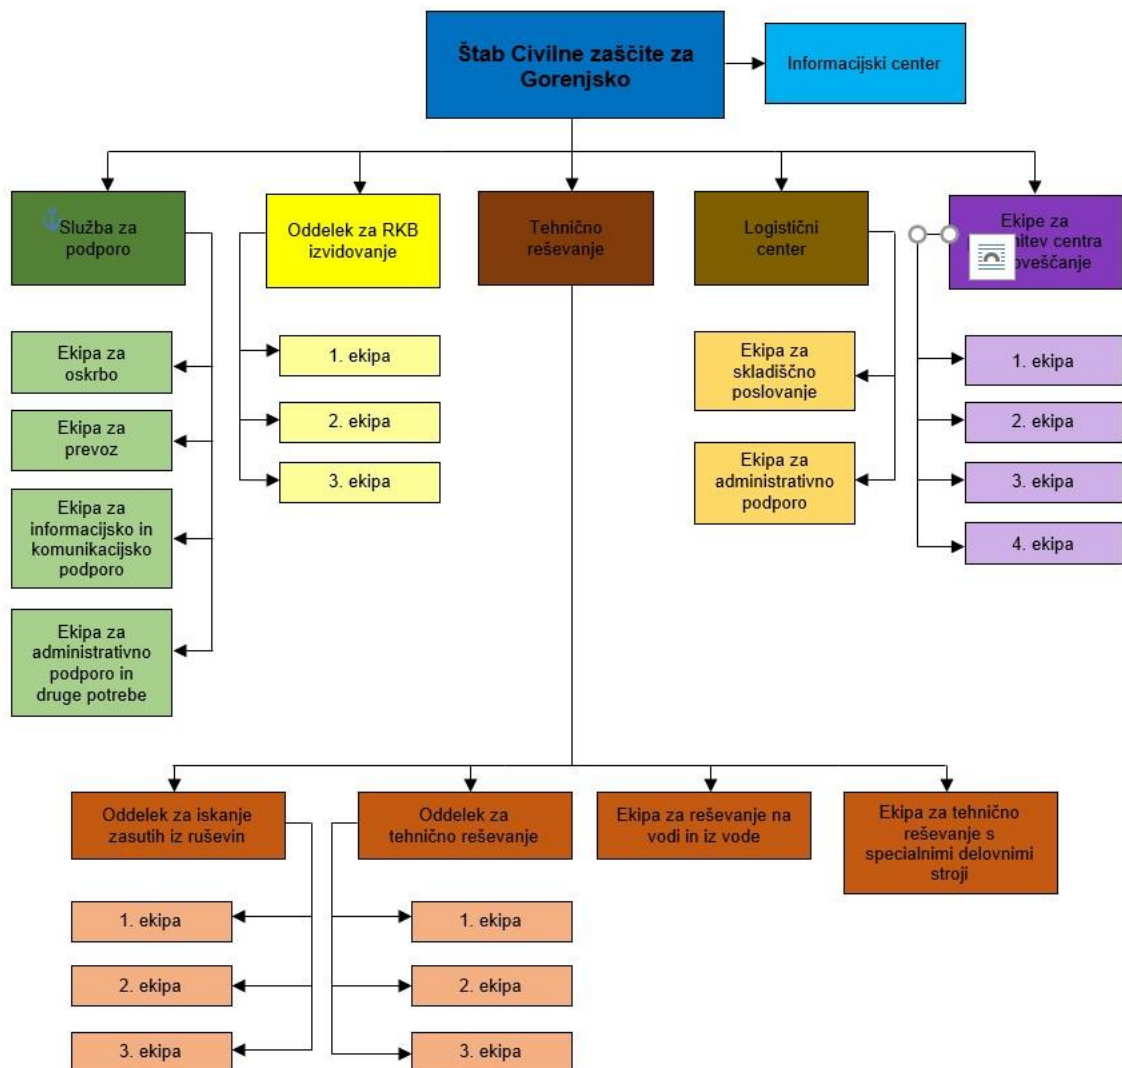 Štab Civilne zaščite za
Gorenjsko
Informacijski center
Služba za
podporo
Oddelek za RKB
izvidovanje
Tehnično
reševanje
Logistični
center
Ekipe za
centra
Ekipa za
oskrbo
Ekipa za
prevoz
Ekipa za
informacijsko in
komunikacijsko
podporo
Ekipa za
administrativno
podporo in
druge potrebe
1. ekipa
2. ekipa
3. ekipa
Ekipa za
skladiščno
poslovanje
Ekipa za
administrativno
podporo
1. ekipa
2. ekipa
3. ekipa
4. ekipa
Oddelek za iskanje
zasutih iz ruševin
Oddelek za
tehnično reševanje
Ekipa za reševanje na
vodi in iz vode
Ekipa za tehnično
reševanje s
specialnimi delovnimi
stroji
1. ekipa
2. ekipa
3. ekipa
1. ekipa
2. ekipa
3. ekipa